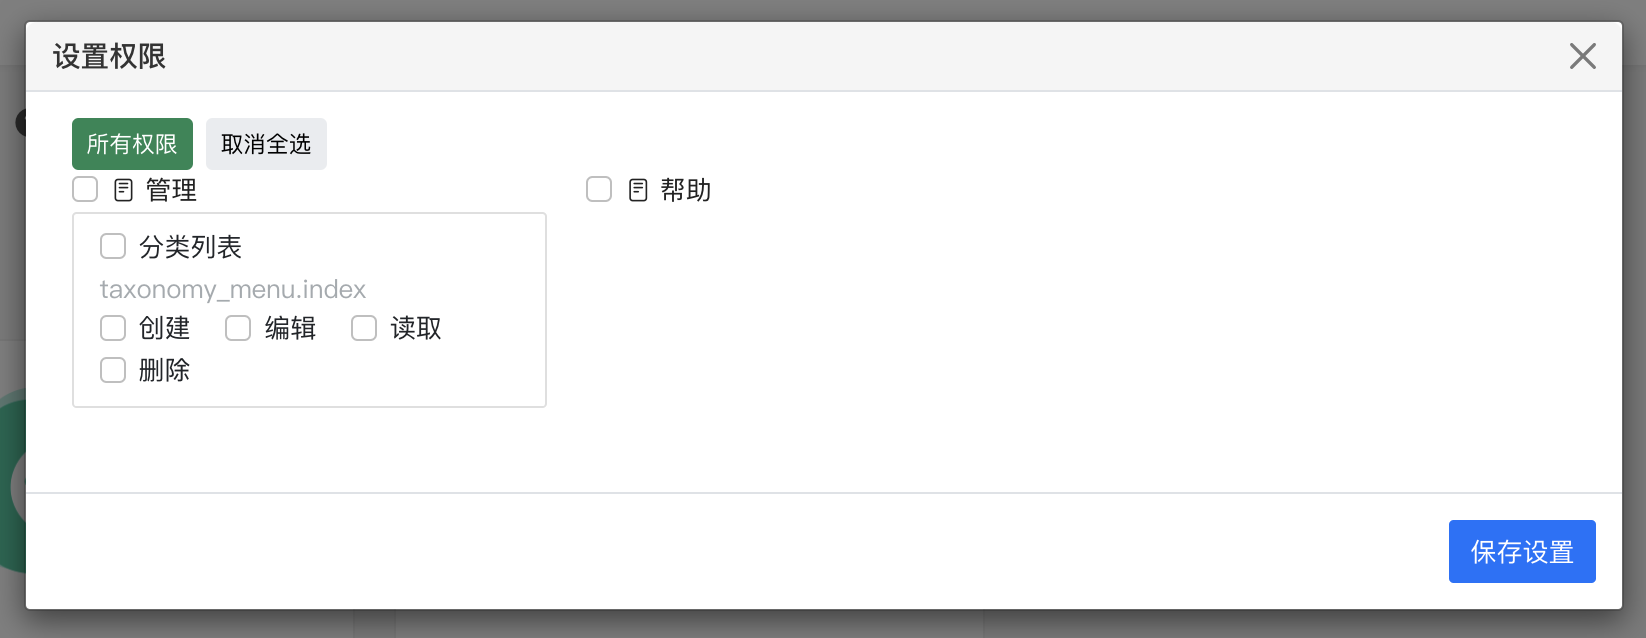 设置权限
所有权限 取消全选
管理 帮助
分类列表
taxonomy_menu.index
创建 编辑 读取
删除
保存设置